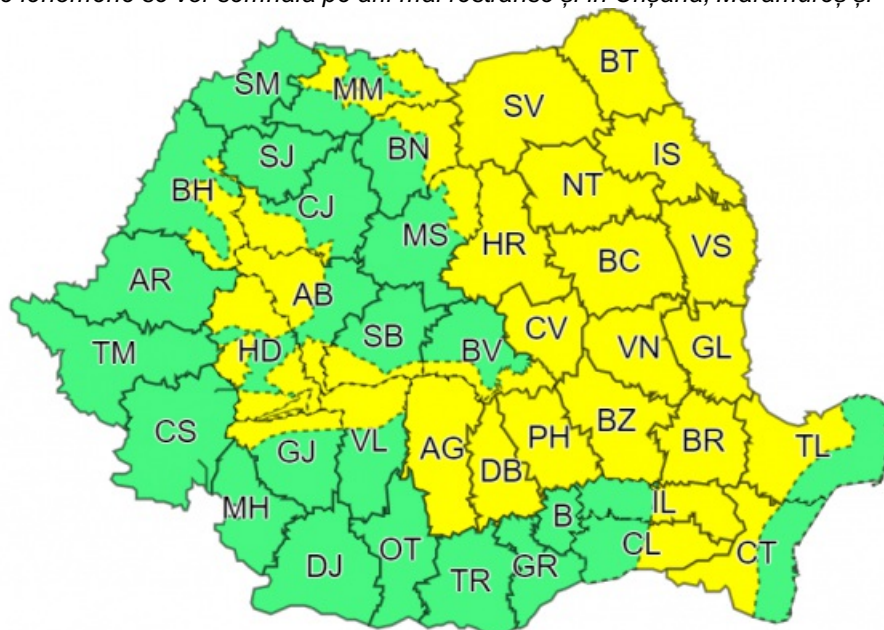 fenomene se vor semnala pe arii mai restrânse și în Crișana, Maramureș și
BT
SM
MM
SV
SJ
BN
IS
NT
BH
CJ
MS
HR
VS
BC
AR
AB
CV
SB
TM
HD
BV
VN
GL
CS
GJ
VL
AG
DB
PH
BZ
BR
TL
MH
B
IL
DJ
OT
TR
GR
CL
CT